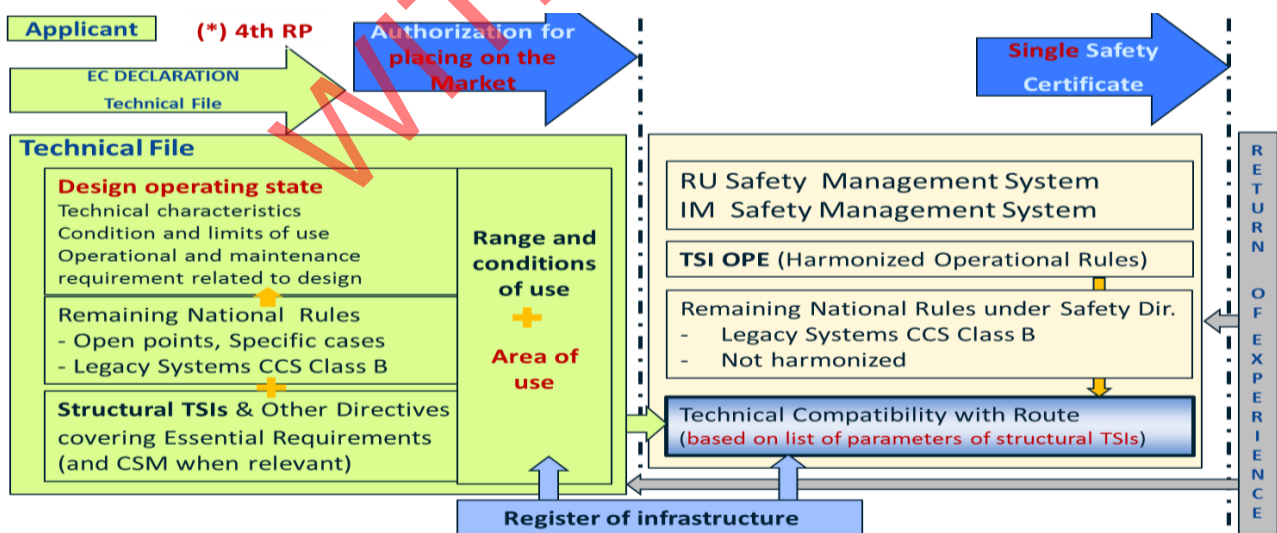 Applicant
(*) 4th RP
EC DECLARATION
Technical File
Authorization for
placing on the
Market
Single Safety
Certificate
Technical File
Design operating state
Technical characteristics
Condition and limits of use
Operational and maintenance
requirement related to design
Remaining National Rules
- Open points, Specific cases
- Legacy Systems CCS Class B
Structural TSIs & Other Directives
covering Essential Requirements
(and CSM when relevant)
Range and
conditions
of use
Area of
use
RU Safety Management System
IM Safety Management System
TSI OPE (Harmonized Operational Rules)
Remaining National Rules under Safety Dir.
- Legacy Systems CCS Class B
- Not harmonized
Technical Compatibility with Route
(based on list of parameters of structural TSIs)
Register of infrastructure
RETURN OF EXPERIENCE